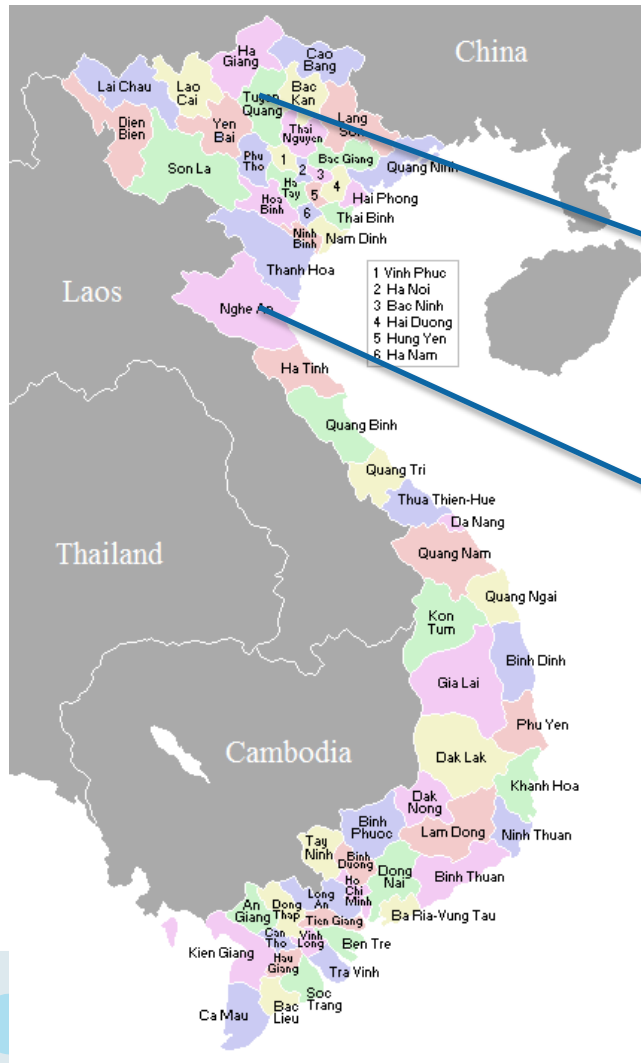 China
Ha
Giang
Cao
Bang
Lai Chau
Lao
Cai
Bac
Kan
Tuyen
Quang
Lang
Son
Dien
Bien
Yen
Bai
Thai
Nguyen
Son La
Phu
Tho
1
2
3
Bac Giang
Quang Ninh
Ha
Tay
4
5
Hai Phong
Hoa
Binh
6
Thai Binh
Ninh
Binh
Nam Dinh
Thanh Hoa
1 Vinh Phuc
2 Ha Noi
3 Bac Ninh
4 Hai Duong
5 Hung Yen
6 Ha Nam
Laos
Nghe An
Ha Tinh
Quang Binh
Quang Tri
Thua Thien-Hue
Da Nang
Thailand
Quang Nam
Quang Ngai
Kon
Tum
Binh Dinh
Gia Lai
Phu Yen
Cambodia
Dak Lak
Khanh Hoa
Dak
Nong
Binh
Phuoc
Lam Dong
Ninh Thuan
Tay
Ninh
Binh
Duong
Dong
Nai
Binh Thuan
Ho
Chi
Minh
Long
An
An
Giang
Dong
Thap
Tien Giang
Ba Ria-Vung Tau
Can
Tho
Vinh
Long
Ben Tre
Kien Giang
Hau
Giang
Tra Vinh
Soc
Trang
Ca Mau
Bac
Lieu